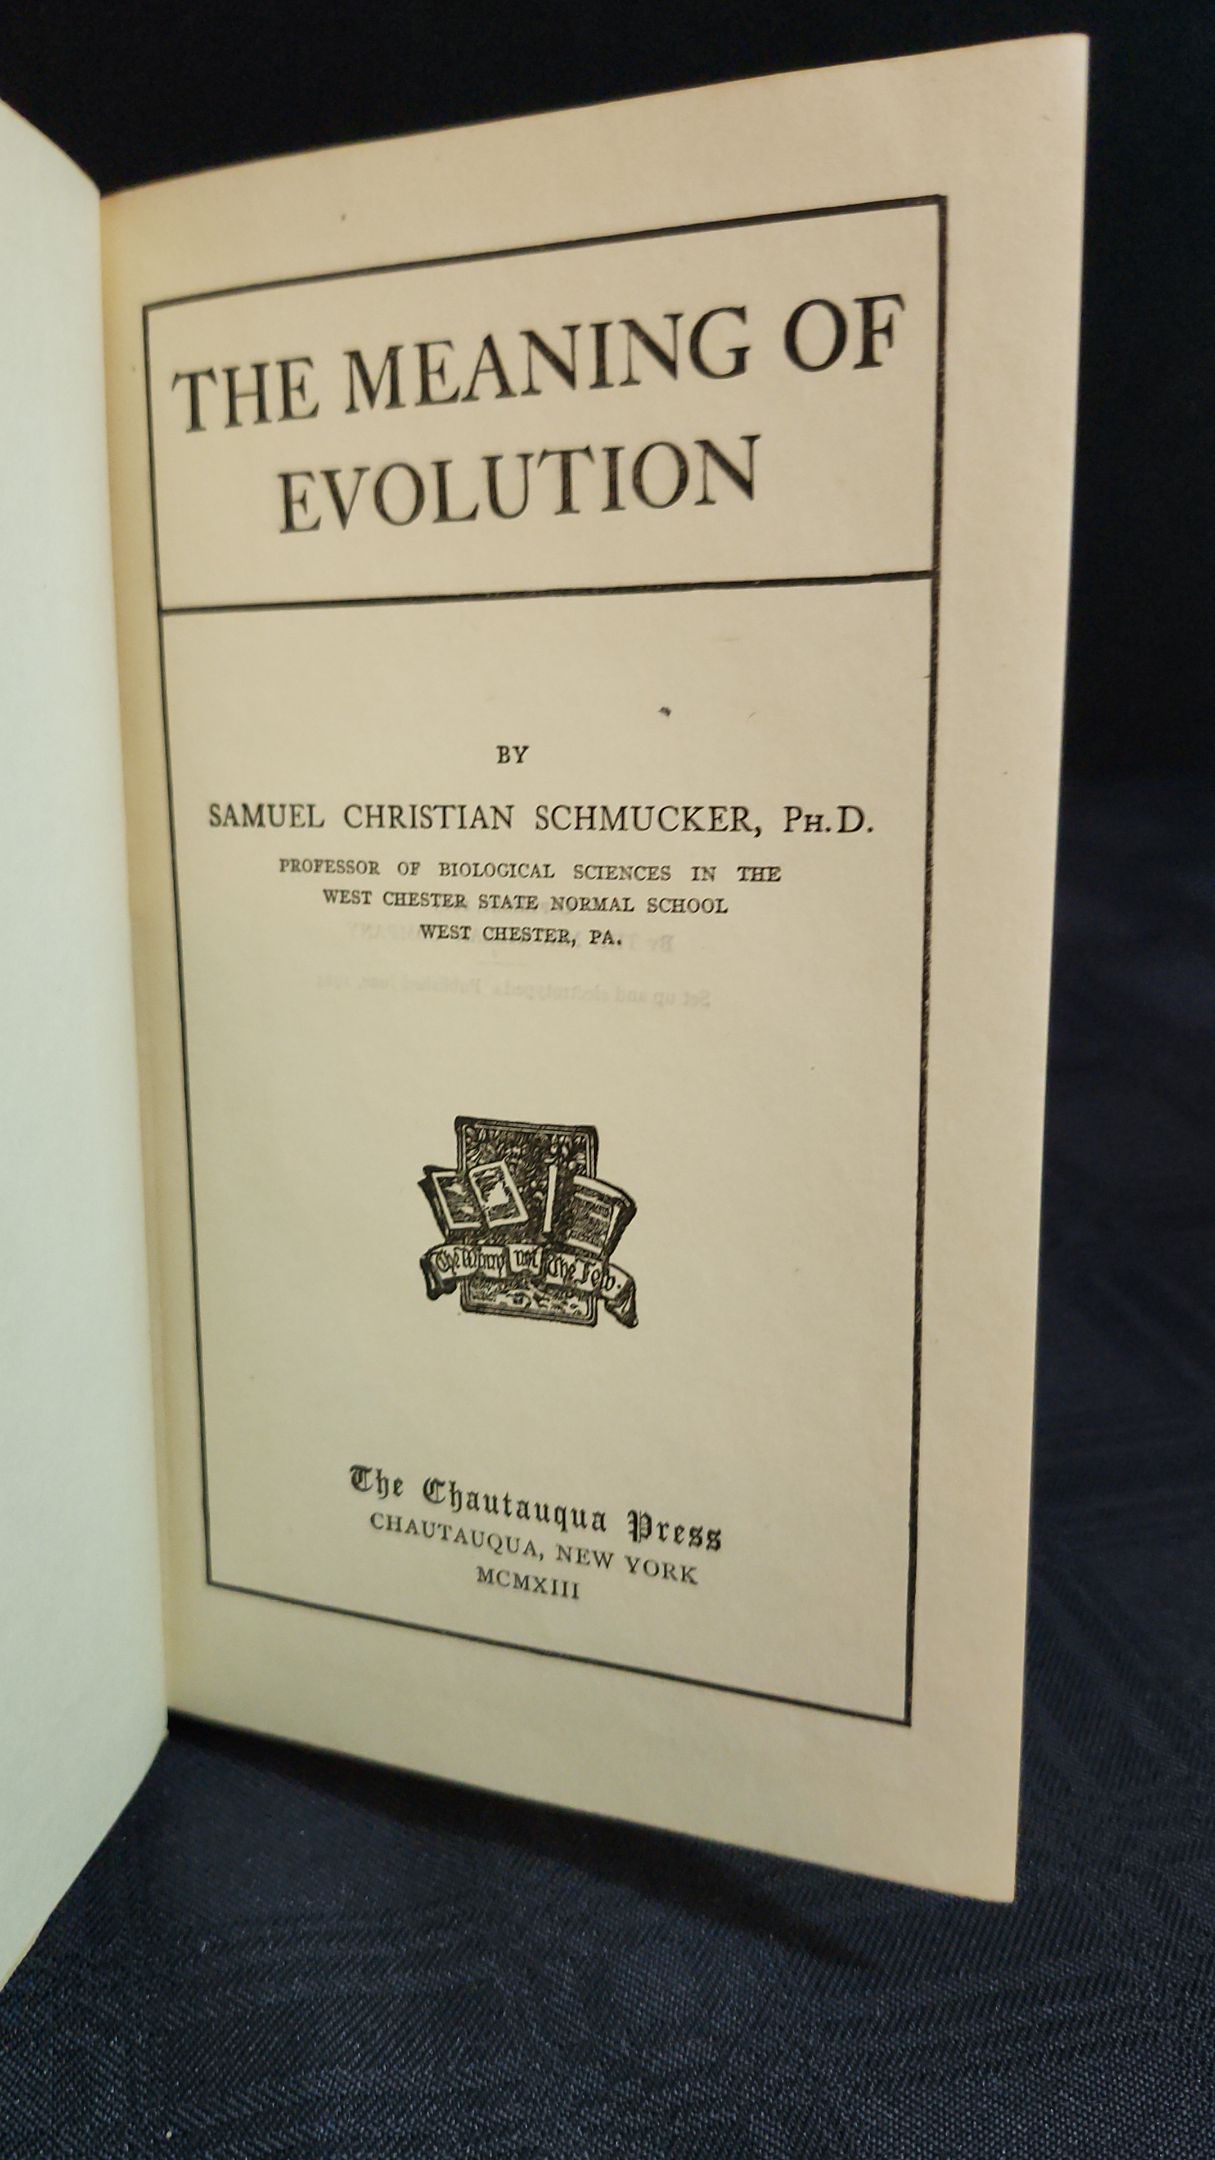 THE MEANING OF
EVOLUTION
BY
SAMUEL CHRISTIAN SCHMUCKER, PH.D.
PROFESSOR OF BIOLOGICAL SCIENCES IN THE
WEST CHESTER STATE NORMAL SCHOOL
WEST CHESTER, PA.
The Chautauqua Press
CHAUTAUQUA, NEW YORK
MCMXIII